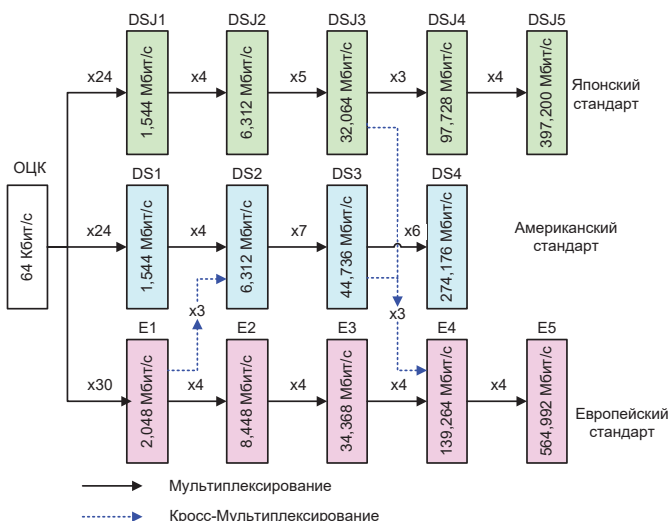 DSJ1 DSJ2 DSJ3 DSJ4 DSJ5
x24 x4 x5 x3 x4
1,544 Мбит/с
6,312 Мбит/с
32,064 Мбит/с
97,728 Мбит/с
397,200 Мбит/с
Японский
стандарт
ОЦК
64 Кбит/с
DS1 DS2 DS3 DS4
x24 x4 x7 x6
1,544 Мбит/с
6,312 Мбит/с
44,736 Мбит/с
274,176 Мбит/с
Американский
стандарт
x3 x3
E1 E2 E3 E4 E5
x30 x4 x4 x4 x4
2,048 Мбит/с
8,448 Мбит/с
34,368 Мбит/с
139,264 Мбит/с
564,992 Мбит/с
Европейский
стандарт
Мультиплексирование
Кросс-Мультиплексирование